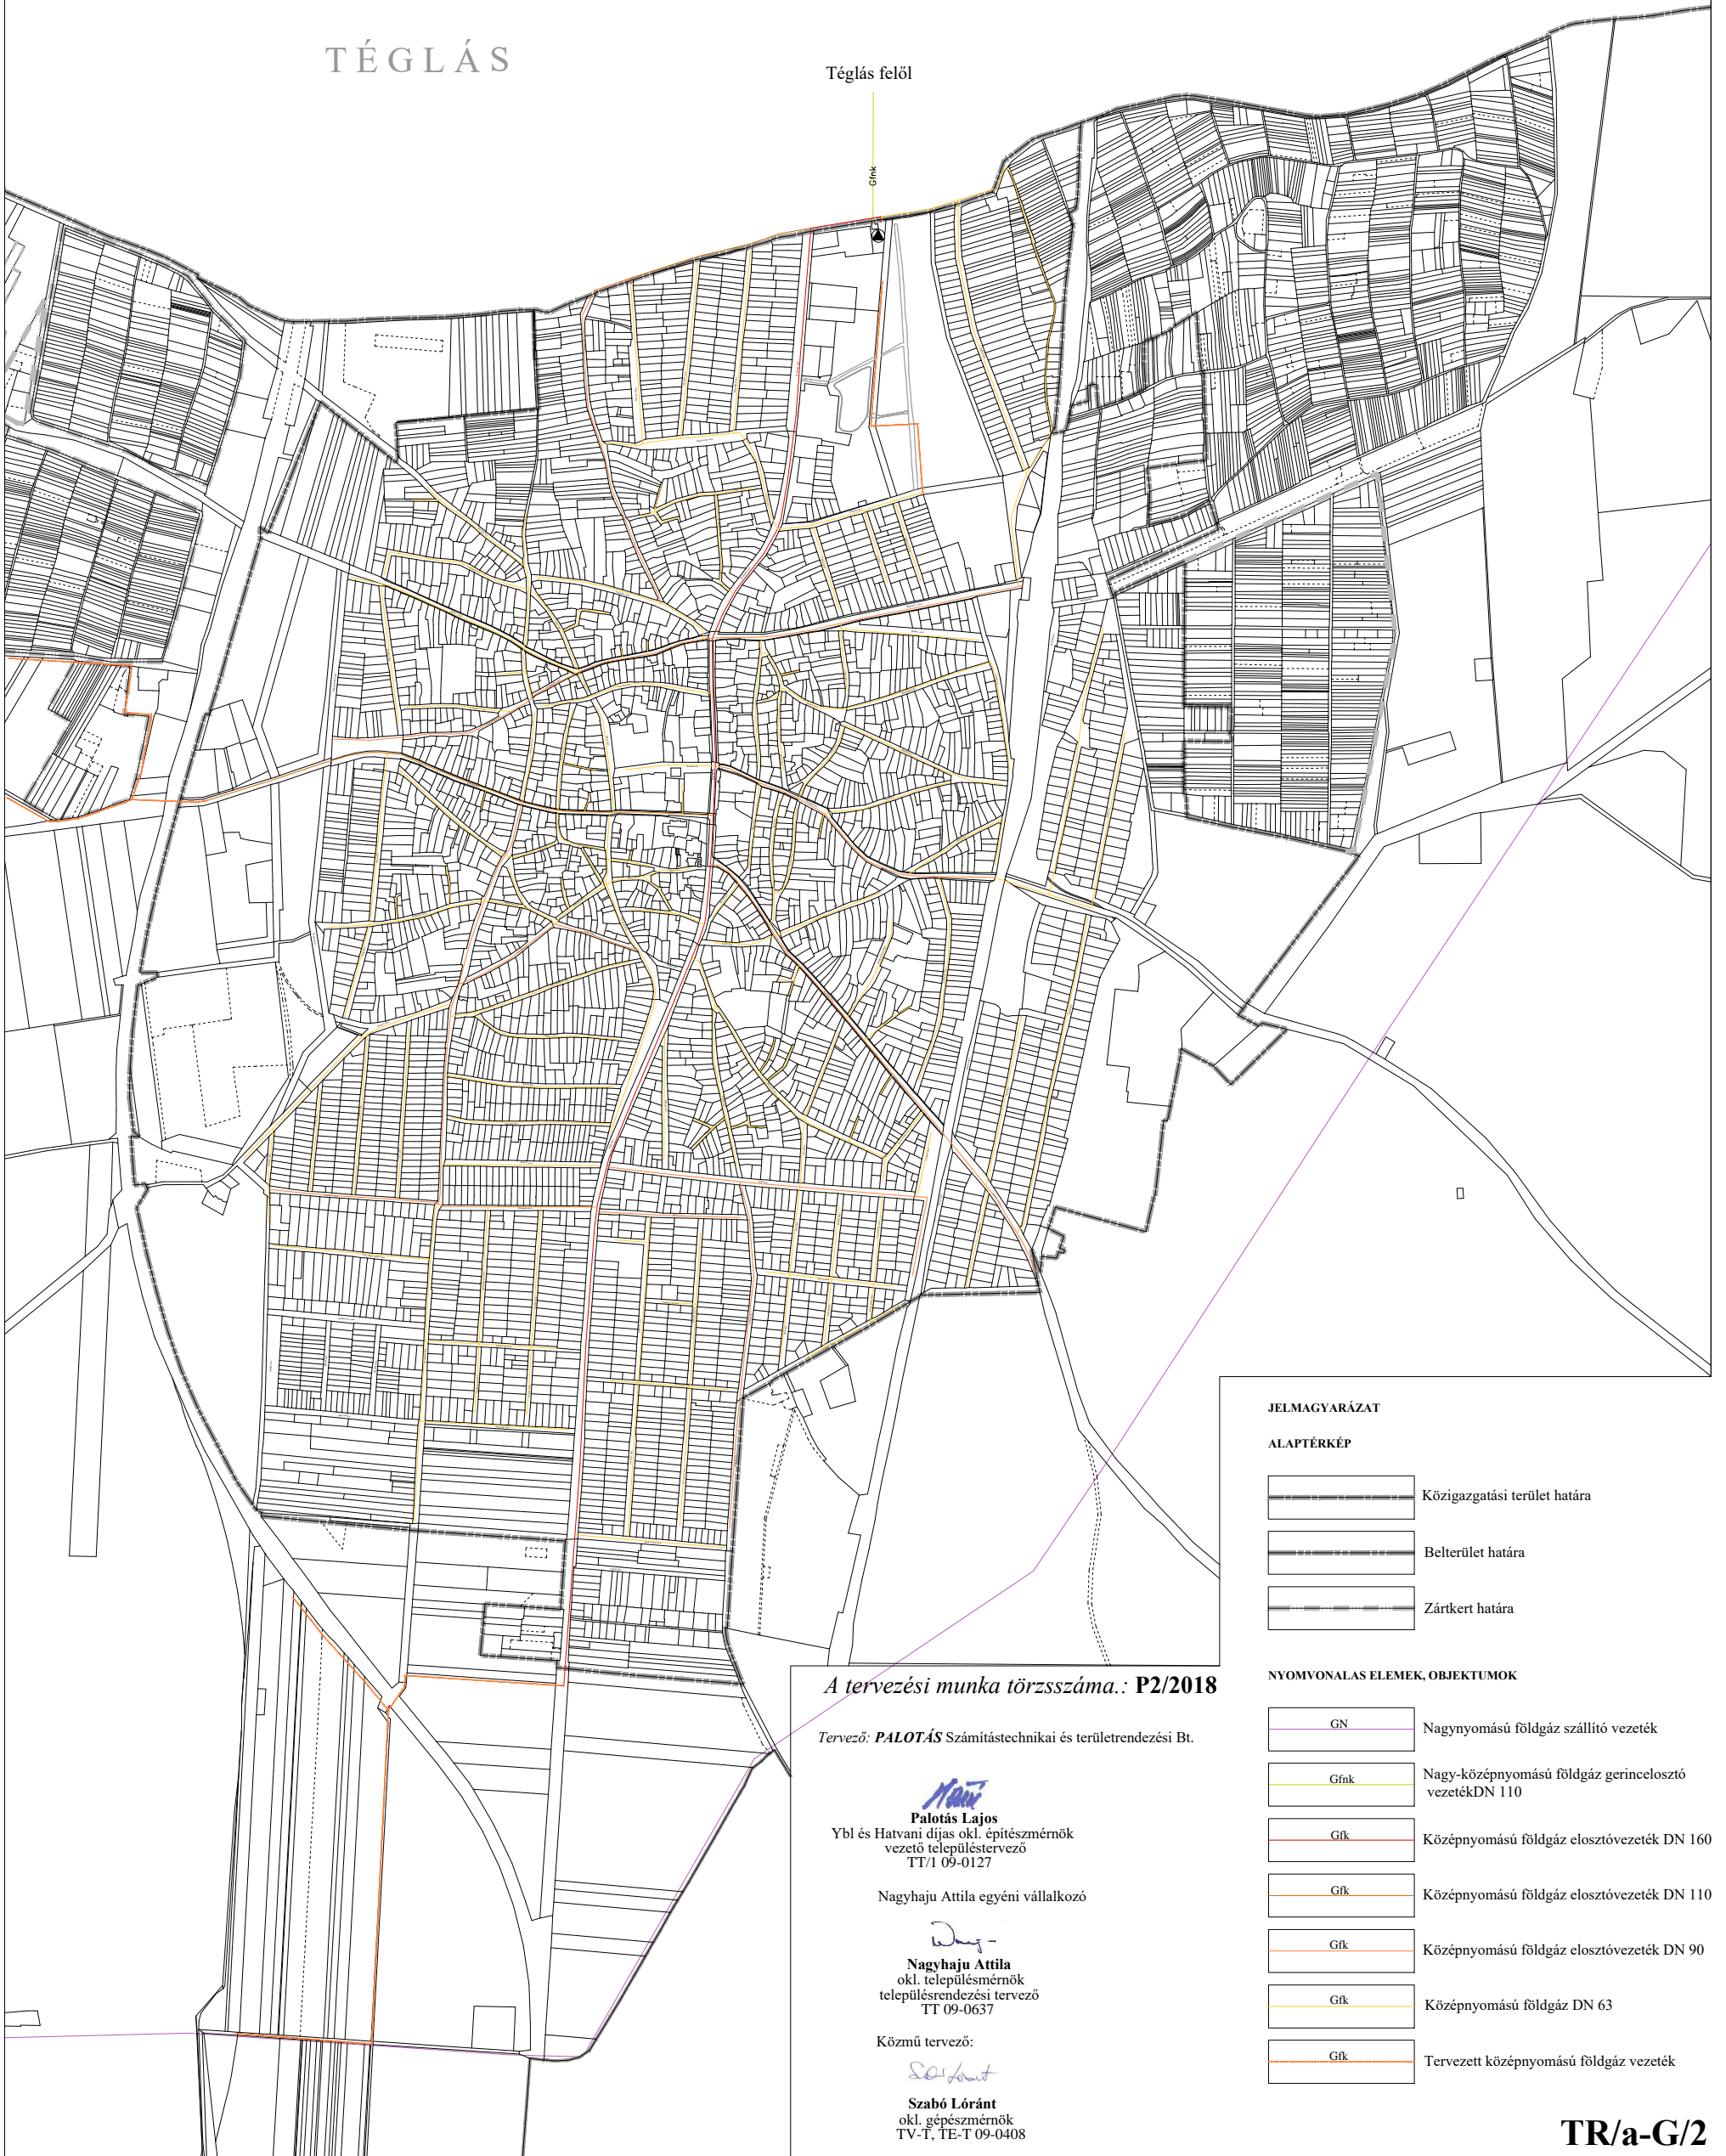 TÉGLÁS
Téglás felől
Gfnk
JELMAGYARÁZAT
ALAPTÉRKÉP
Közigazgatási terület határa
Belterület határa
Zártkert határa
NYOMVONALAS ELEMEK, OBJEKTUMOK
GN
Nagynyomású földgáz szállító vezeték
Gfnk
Nagy-középnyomású földgáz gerincelosztó
vezetékDN 110
Gfk
Középnyomású földgáz elosztóvezeték DN 160
Gfk
Középnyomású földgáz elosztóvezeték DN 110
Gfk
Középnyomású földgáz elosztóvezeték DN 90
Gfk
Középnyomású földgáz DN 63
Gfk
Tervezett középnyomású földgáz vezeték
A tervezési munka törzsszáma.: P2/2018
Tervező: PALOTÁS Számítástechnikai és területrendezési Bt.
Palotás Lajos
Ybl és Hatvani díjas okl. építészmérnök
vezető településtervező
TT/1 09-0127
Nagyhaju Attila egyéni vállalkozó
Nagyhaju Attila
okl. településmérnök
településrendezési tervező
TT 09-0637
Közmű tervező:
Szabó Lóránt
okl. gépészmérnök
TV-T, TE-T 09-0408
TR/a-G/2